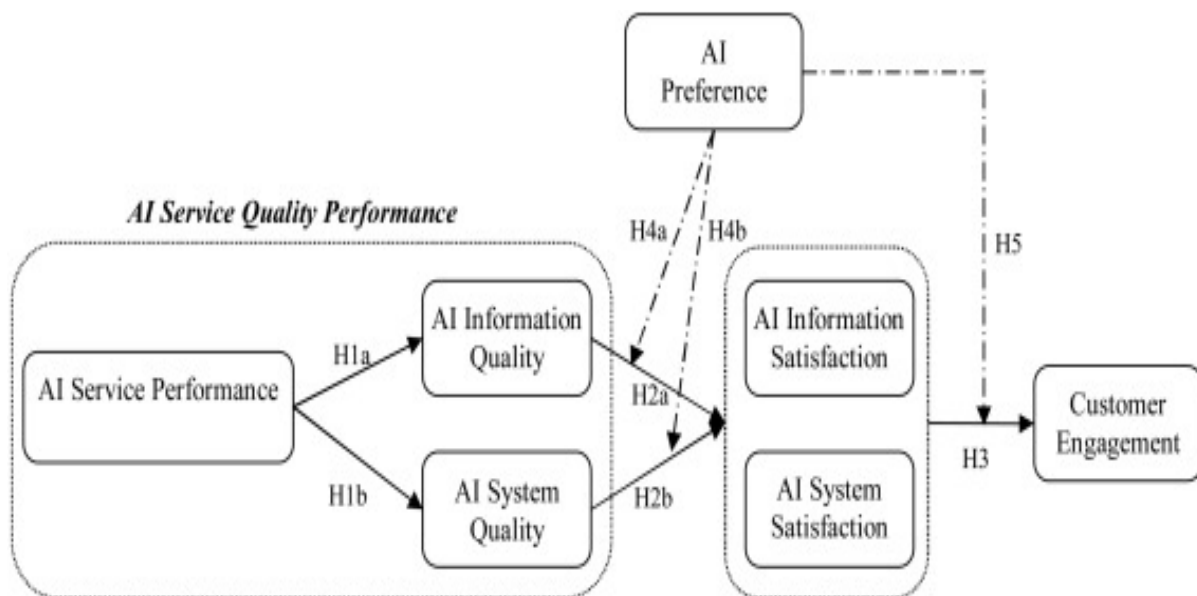 AI
Preference
AI Service Quality Performance
H4a
H4b
H5
AI Information
Quality
AI Information
Satisfaction
H1a
AI Service Performance
H2a
Customer
Engagement
H3
H1b
AI System
Quality
H2b
AI System
Satisfaction